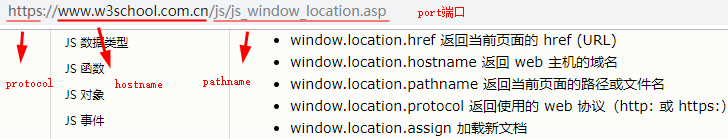 https://www.w3school.com.cn/js/js_window_location.asp port端口
JS 数据类型
JS 函数
JS 对象
JS 事件
protocol
hostname
pathname
• window.location.href 返回当前页面的 href (URL)
• window.location.hostname 返回 web 主机的域名
• window.location.pathname 返回当前页面的路径或文件名
• window.location.protocol 返回使用的 web 协议（http: 或 https:）
• window.location.assign 加载新文档